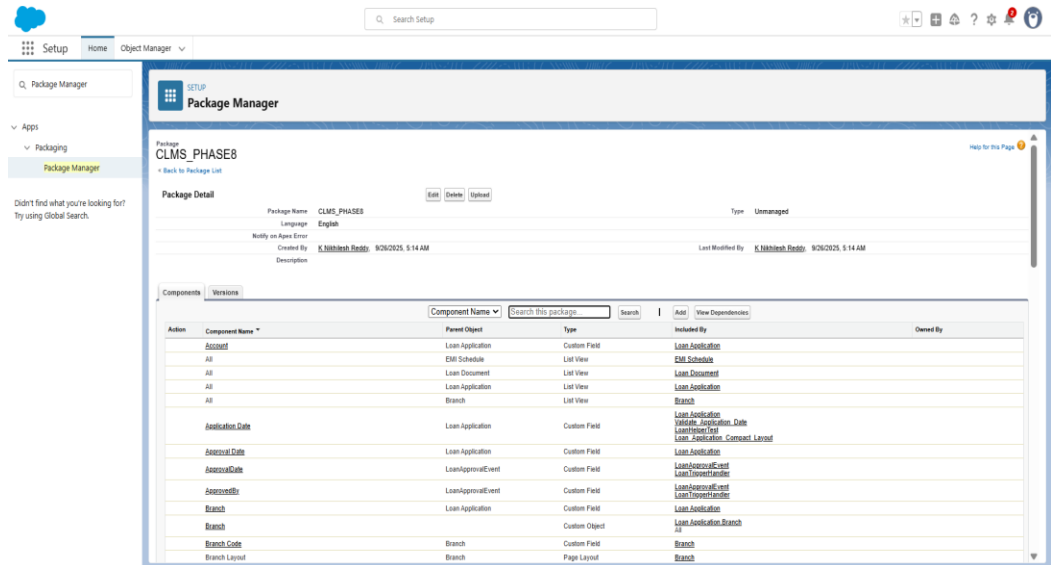 Search Setup
2
Setup
Home
Object Manager
Package Manager
Apps
Packaging
Package Manager
Didn't find what you're looking for?
Try using Global Search.
SETUP
Package Manager
Package
CLMS_PHASE8
« Back to Package List
Help for this Page
Package Detail
Edit Delete Upload
Package Name CLMS_PHASE8 Type Unmanaged
Language English
Notify on Apex Error
Created By K Nikhilesh Reddy, 9/26/2025, 5:14 AM Last Modified By K Nikhilesh Reddy, 9/26/2025, 5:14 AM
Description
Components Versions
Component Name Search this package... Search | Add View Dependencies
Action Component Name Parent Object Type Included By Owned By
Account Loan Application Custom Field Loan Application
All EMI Schedule List View EMI Schedule
All Loan Document List View Loan Document
All Loan Application List View Loan Application
All Branch List View Branch
Application Date Loan Application Custom Field Loan Application
Validate_Application_Date
LoanHelperTest
Loan_Application_Compact_Layout
Approval Date Loan Application Custom Field Loan Application
ApprovalDate LoanApprovalEvent Custom Field LoanApprovalEvent
LoanTriggerHandler
ApprovedBy LoanApprovalEvent Custom Field LoanApprovalEvent
LoanTriggerHandler
Branch Loan Application Custom Field Loan Application
Branch Custom Object Loan Application.Branch
All
Branch Code Branch Custom Field Branch
Branch Layout Branch Page Layout Branch